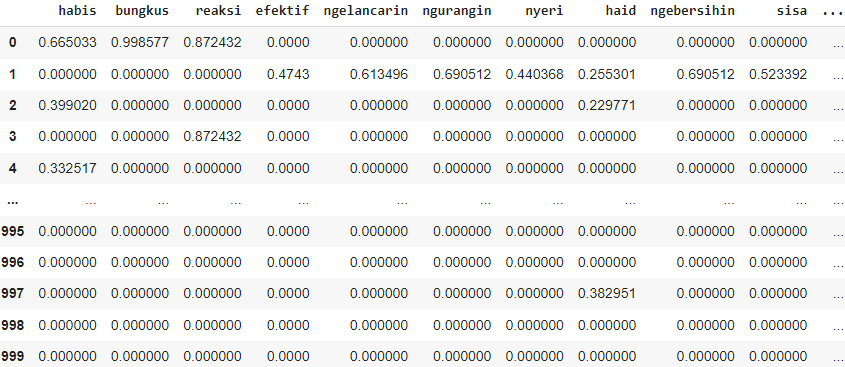 habis bungkus reaksi efektif ngelancarin ngurangin nyeri haid ngebersihin sisa ...
0 0.665033 0.998577 0.872432 0.0000 0.000000 0.000000 0.000000 0.000000 0.000000 0.000000 ...
1 0.000000 0.000000 0.000000 0.4743 0.613496 0.690512 0.440368 0.255301 0.690512 0.523392 ...
2 0.399020 0.000000 0.000000 0.0000 0.000000 0.000000 0.000000 0.229771 0.000000 0.000000 ...
3 0.000000 0.000000 0.872432 0.0000 0.000000 0.000000 0.000000 0.000000 0.000000 0.000000 ...
4 0.332517 0.000000 0.000000 0.0000 0.000000 0.000000 0.000000 0.000000 0.000000 0.000000 ...
... ... ... ... ... ... ... ... ... ... ... ...
995 0.000000 0.000000 0.000000 0.0000 0.000000 0.000000 0.000000 0.000000 0.000000 0.000000 ...
996 0.000000 0.000000 0.000000 0.0000 0.000000 0.000000 0.000000 0.000000 0.000000 0.000000 ...
997 0.000000 0.000000 0.000000 0.0000 0.000000 0.000000 0.000000 0.382951 0.000000 0.000000 ...
998 0.000000 0.000000 0.000000 0.0000 0.000000 0.000000 0.000000 0.000000 0.000000 0.000000 ...
999 0.000000 0.000000 0.000000 0.0000 0.000000 0.000000 0.000000 0.000000 0.000000 0.000000 ...